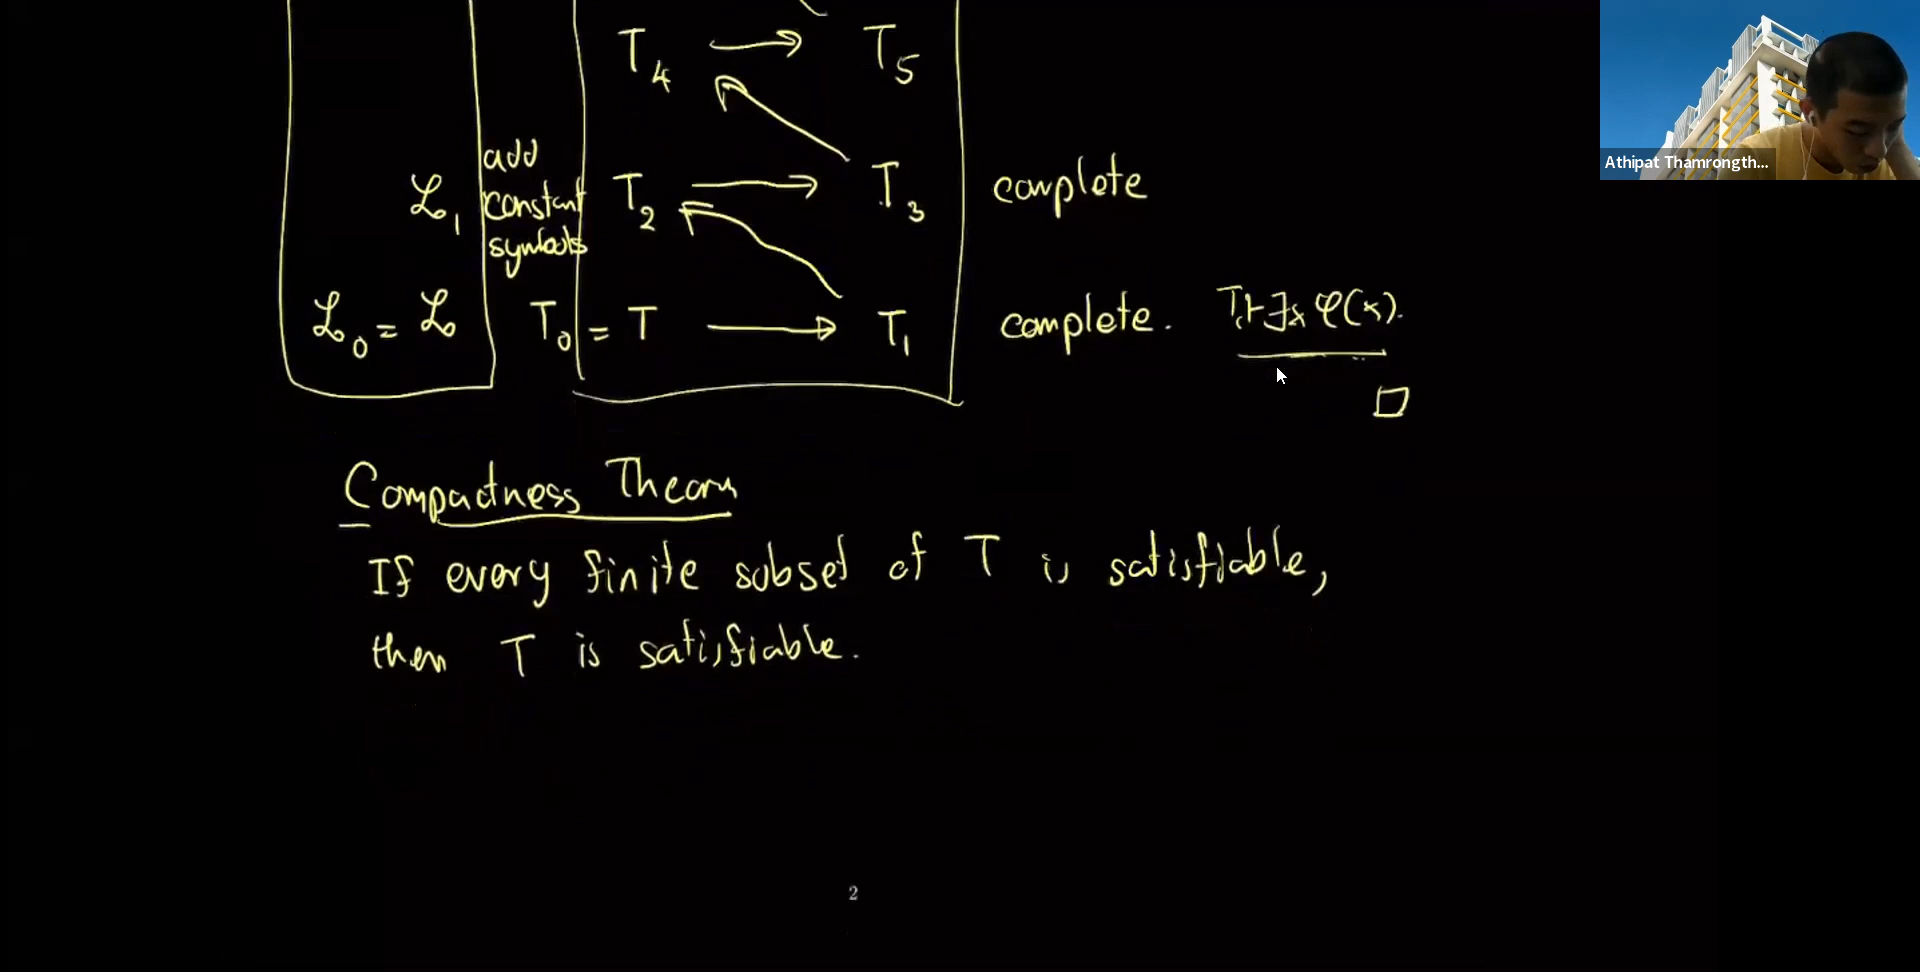 T₄ → T₅
ℒ₁ add constant symbols T₂ → T₃ complete
ℒ₀ = ℒ T₀ = T → T₁ complete. T₁ ⊢ ∃x φ(x).
□
Compactness Theorem
If every finite subset of T is satisfiable,
then T is satisfiable.
2
Athipat Thamrongth...